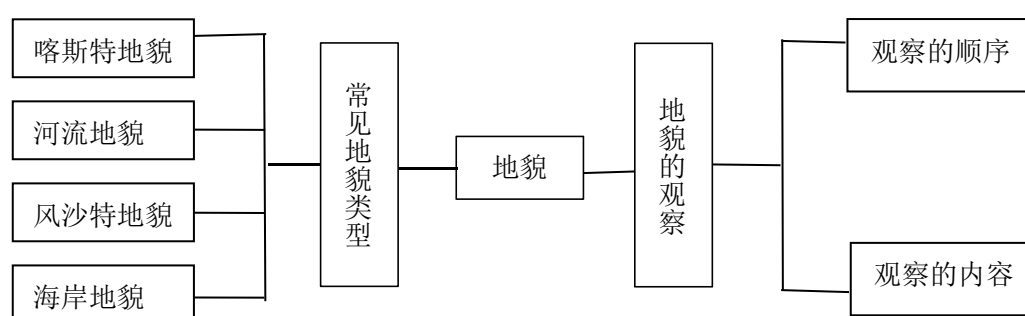 喀斯特地貌
河流地貌
风沙特地貌
海岸地貌
常见地貌类型
地貌
地貌的观察
观察的顺序
观察的内容